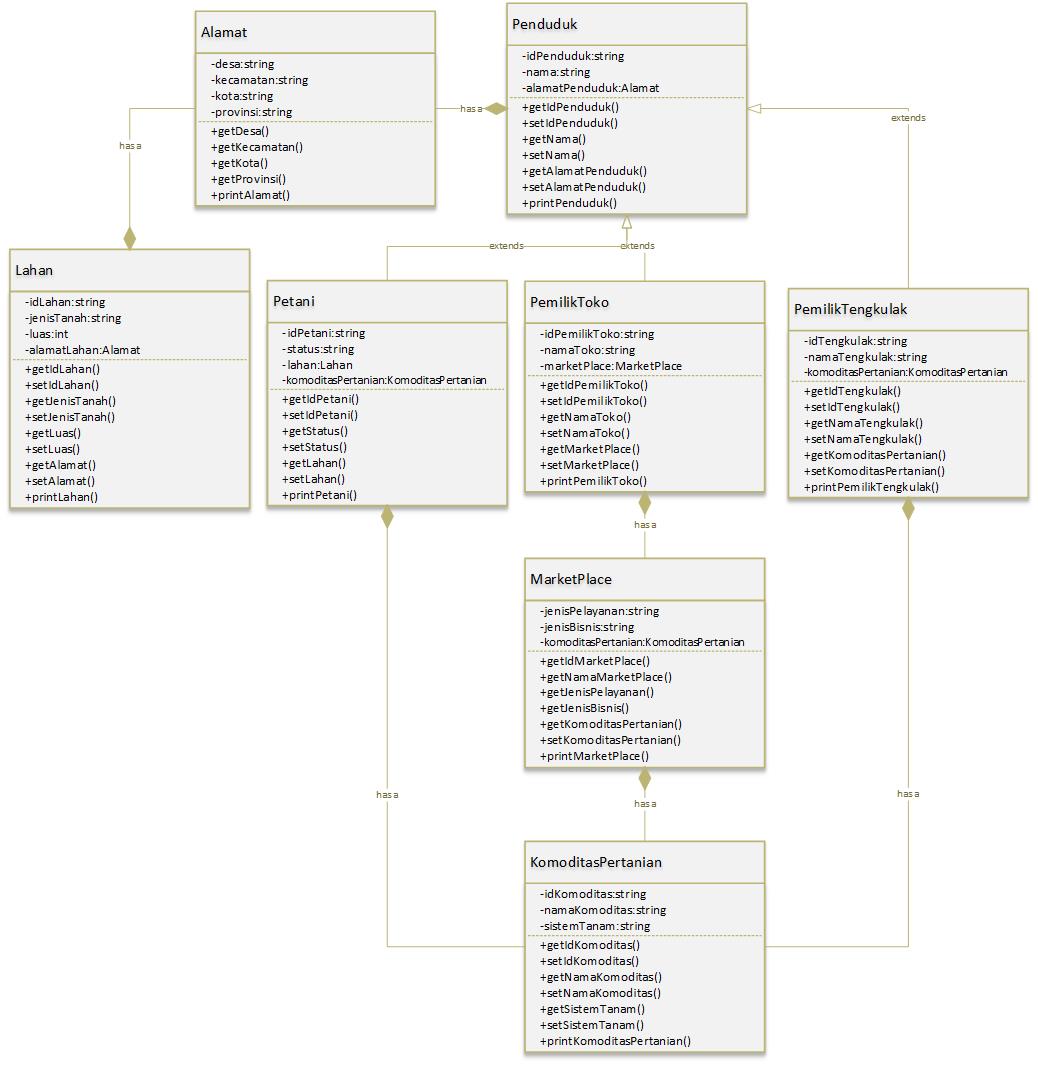 Alamat
-desa:string
-kecamatan:string
-kota:string
-provinsi:string
+getDesa()
+getKecamatan()
+getKota()
+getProvinsi()
+printAlamat()
has a
Penduduk
-idPenduduk:string
-nama:string
-alamatPenduduk:Alamat
+getIdPenduduk()
+setIdPenduduk()
+getNama()
+setNama()
+getAlamatPenduduk()
+setAlamatPenduduk()
+printPenduduk()
extends
has a
extends
extends
Lahan
-idLahan:string
-jenisTanah:string
-luas:int
-alamatLahan:Alamat
+getIdLahan()
+setIdLahan()
+getJenisTanah()
+setJenisTanah()
+getLuas()
+setLuas()
+getAlamat()
+setAlamat()
+printLahan()
Petani
-idPetani:string
-status:string
-lahan:Lahan
-komoditasPertanian:KomoditasPertanian
+getIdPetani()
+setIdPetani()
+getStatus()
+setStatus()
+getLahan()
+setLahan()
+printPetani()
PemilikToko
-idPemilikToko:string
-namaToko:string
-marketPlace:MarketPlace
+getIdPemilikToko()
+setIdPemilikToko()
+getNamaToko()
+setNamaToko()
+getMarketPlace()
+setMarketPlace()
+printPemilikToko()
PemilikTengkulak
-idTengkulak:string
-namaTengkulak:string
-komoditasPertanian:KomoditasPertanian
+getIdTengkulak()
+setIdTengkulak()
+getNamaTengkulak()
+setNamaTengkulak()
+getKomoditasPertanian()
+setKomoditasPertanian()
+printPemilikTengkulak()
has a
MarketPlace
-jenisPelayanan:string
-jenisBisnis:string
-komoditasPertanian:KomoditasPertanian
+getIdMarketPlace()
+getNamaMarketPlace()
+getJenisPelayanan()
+getJenisBisnis()
+getKomoditasPertanian()
+setKomoditasPertanian()
+printMarketPlace()
has a
has a
has a
KomoditasPertanian
-idKomoditas:string
-namaKomoditas:string
-sistemTanam:string
+getIdKomoditas()
+setIdKomoditas()
+getNamaKomoditas()
+setNamaKomoditas()
+getSistemTanam()
+setSistemTanam()
+printKomoditasPertanian()